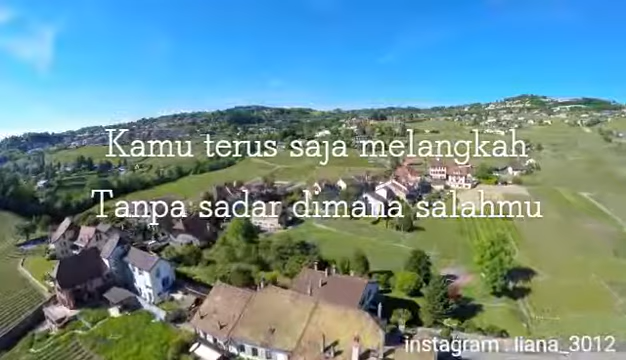 Kamu terus saja melangkah
Tanpa sadar dimana salahmu
instagram : liana_3012